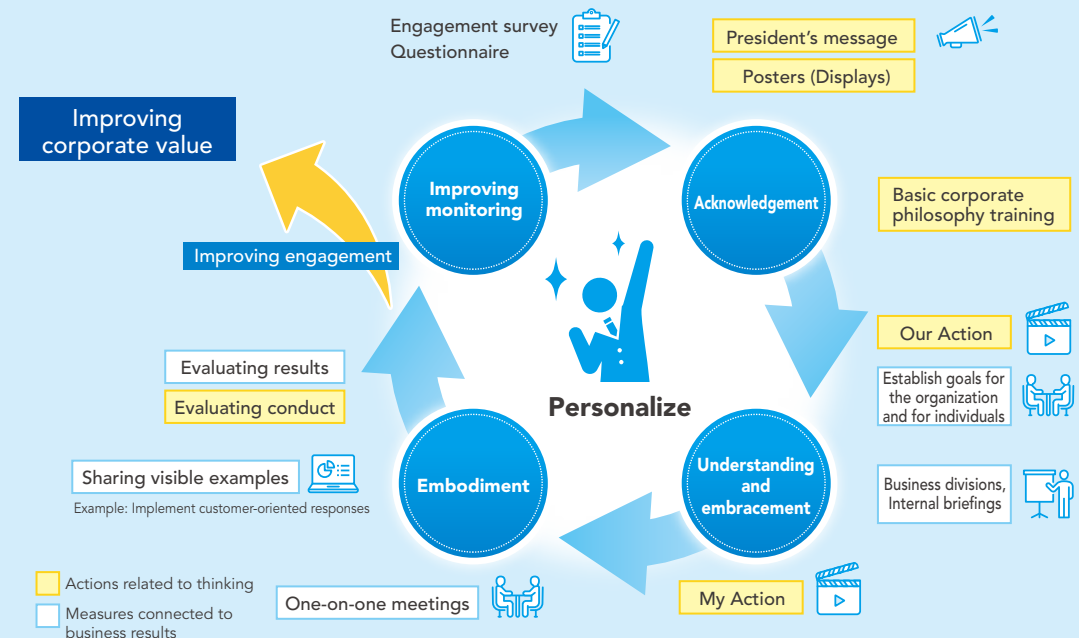 Engagement survey
Questionnaire
President’s message
Posters (Displays)
Improving
corporate value
Improving
monitoring
Acknowledgement
Basic corporate
philosophy training
Improving engagement
Our Action
Evaluating results
Evaluating conduct
Establish goals for
the organization
and for individuals
Personalize
Sharing visible examples
Example: Implement customer-oriented responses
Embodiment
Understanding
and
embracement
Business divisions,
Internal briefings
Actions related to thinking
Measures connected to
business results
One-on-one meetings
My Action